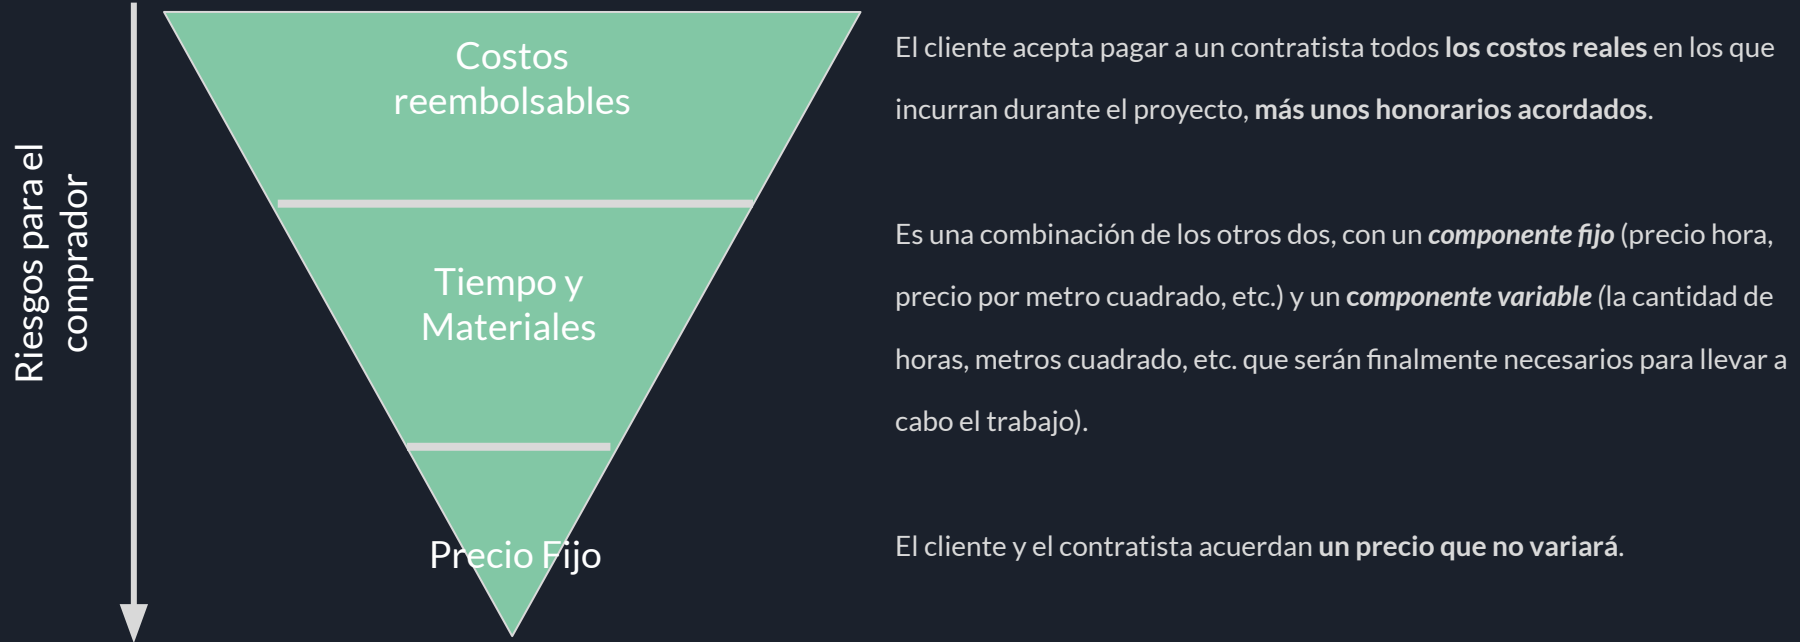 Riesgos para el
comprador
Costos
reembolsables
El cliente acepta pagar a un contratista todos los costos reales en los que
incurran durante el proyecto, más unos honorarios acordados.
Tiempo y
Materiales
Es una combinación de los otros dos, con un componente fijo (precio hora,
precio por metro cuadrado, etc.) y un componente variable (la cantidad de
horas, metros cuadrado, etc. que serán finalmente necesarios para llevar a
cabo el trabajo).
Precio Fijo
El cliente y el contratista acuerdan un precio que no variará.